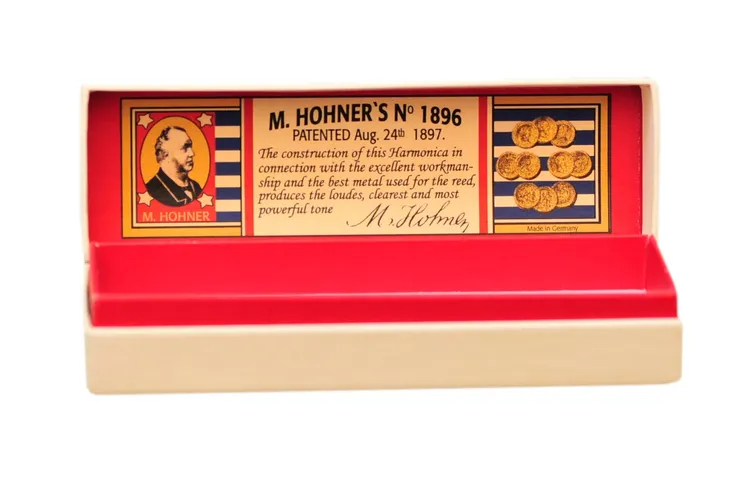 M. HOHNER
M. HOHNER'S Nº 1896
PATENTED Aug. 24th 1897.
The construction of this Harmonica in
connection with the excellent workman-
ship and the best metal used for the reed,
produces the loudes, clearest and most
powerful tone
M. Hohner
Made in Germany